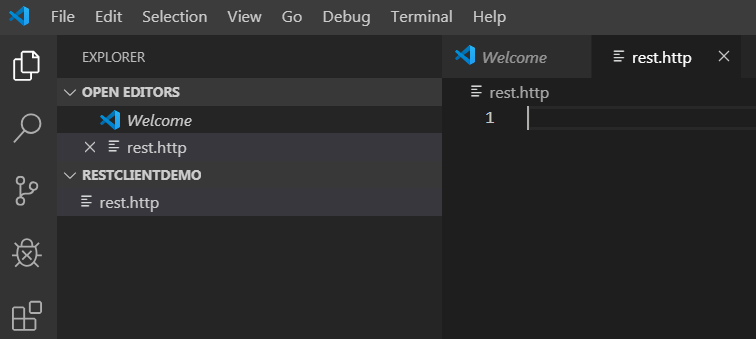 File Edit Selection View Go Debug Terminal Help
EXPLORER
OPEN EDITORS
Welcome
rest.http
RESTCLIENTDEMO
rest.http
Welcome rest.http
rest.http
1